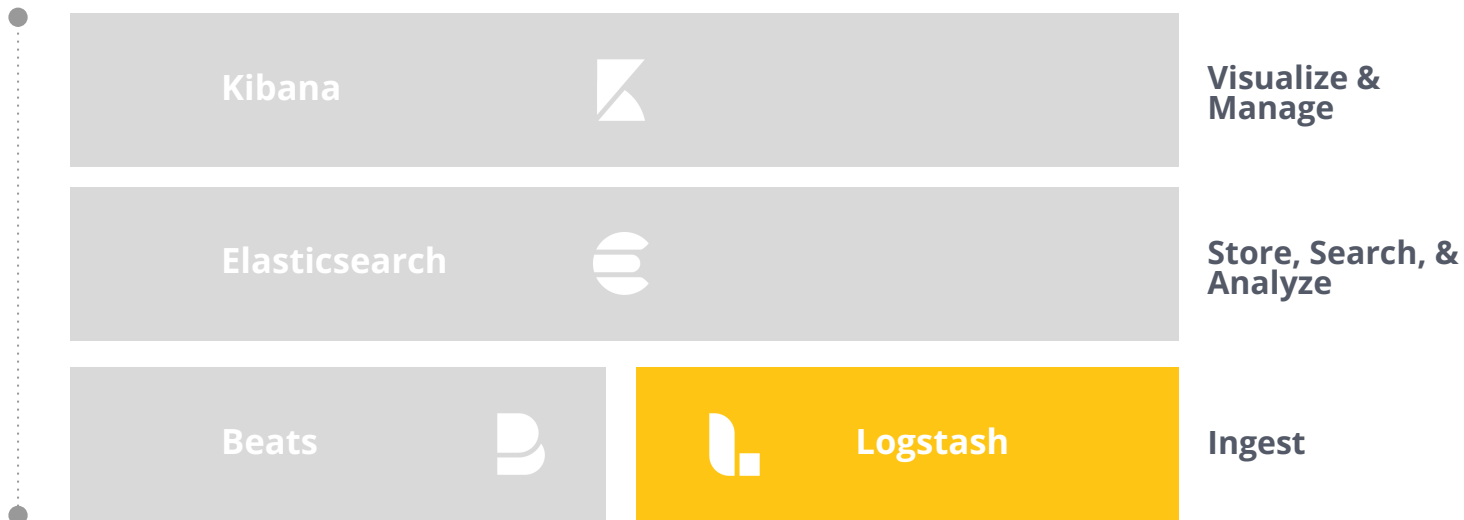 Kibana
Visualize &
Manage
Elasticsearch
Store, Search, &
Analyze
Beats
Logstash
Ingest